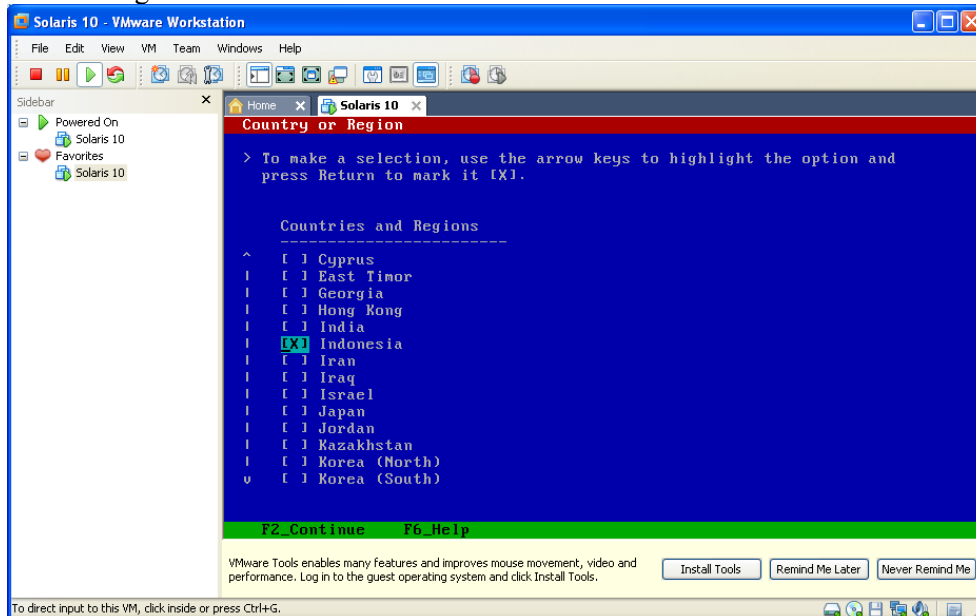 Solaris 10 - VMware Workstation
File Edit View VM Team Windows Help
Sidebar
Powered On
Solaris 10
Favorites
Solaris 10
Home Solaris 10
Country or Region
> To make a selection, use the arrow keys to highlight the option and
press Return to mark it [X].
Countries and Regions
-------------------------
^ [ ] Cyprus
| [ ] East Timor
| [ ] Georgia
| [ ] Hong Kong
| [ ] India
| [X] Indonesia
| [ ] Iran
| [ ] Iraq
| [ ] Israel
| [ ] Japan
| [ ] Jordan
| [ ] Kazakhstan
| [ ] Korea (North)
v [ ] Korea (South)
F2_Continue F6_Help
VMware Tools enables many features and improves mouse movement, video and
performance. Log in to the guest operating system and click Install Tools.
Install Tools Remind Me Later Never Remind Me
To direct input to this VM, click inside or press Ctrl+G.